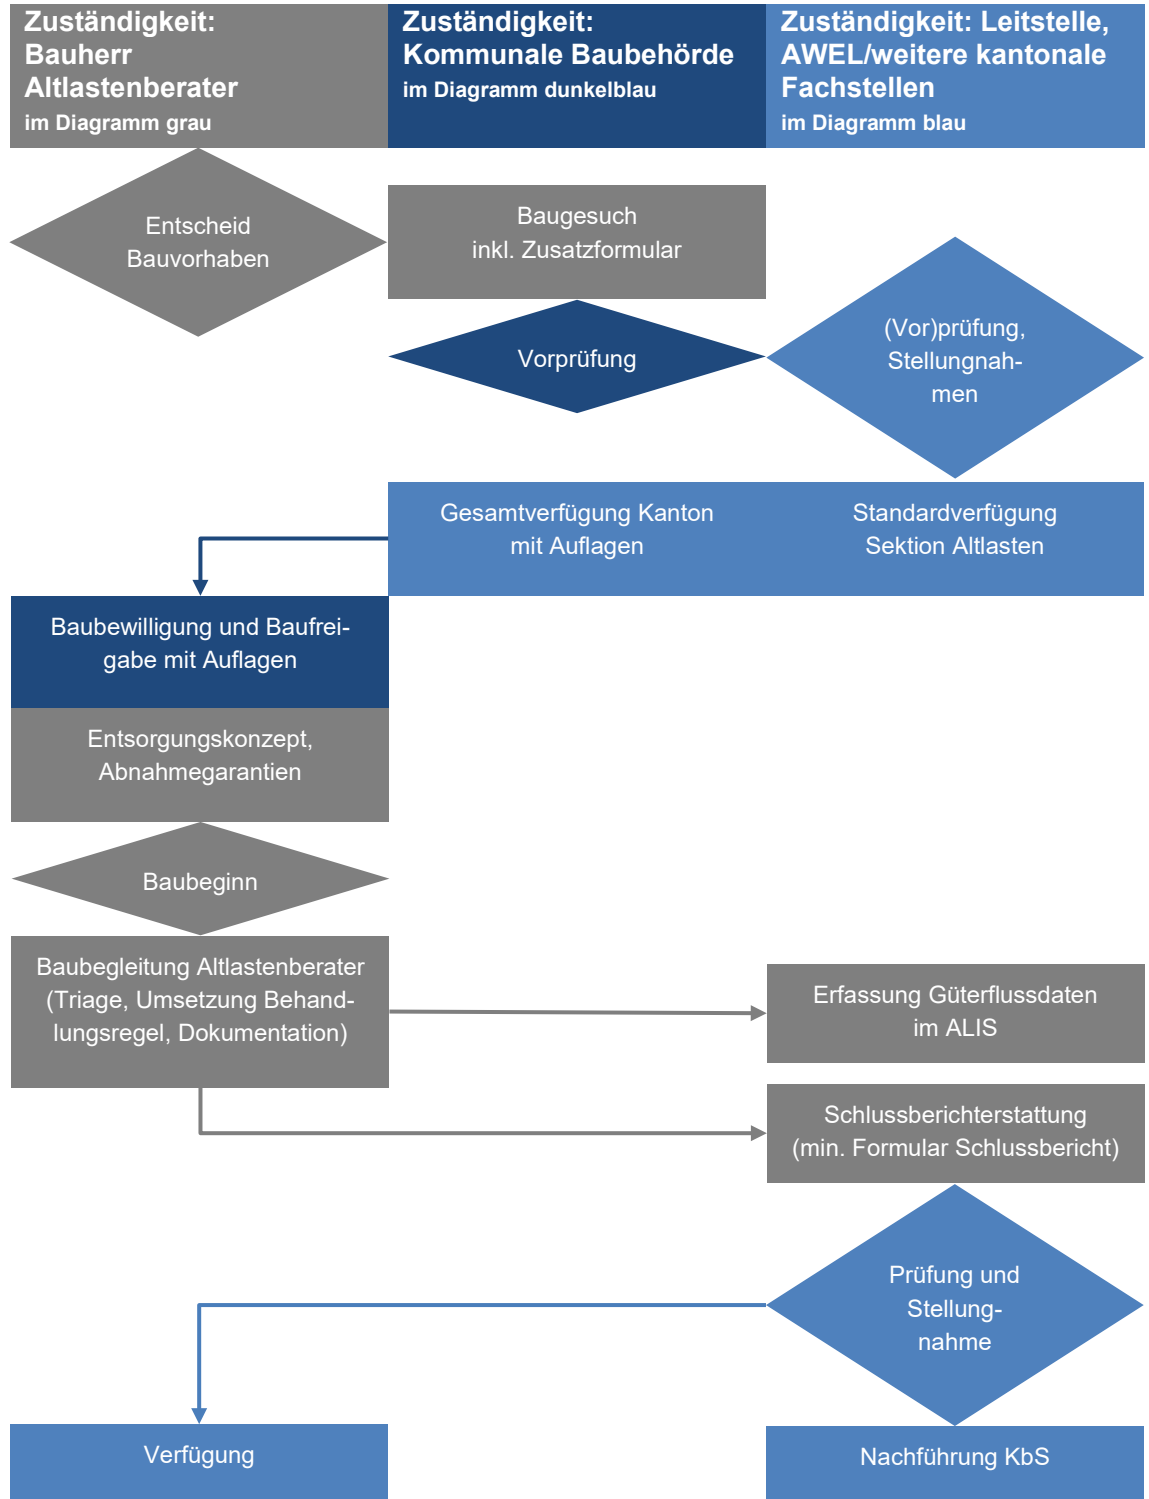 Zuständigkeit:
Bauherr
Altlastenberater
im Diagramm grau
Zuständigkeit:
Kommunale Baubehörde
im Diagramm dunkelblau
Zuständigkeit: Leitstelle,
AWEL/weitere kantonale
Fachstellen
im Diagramm blau
Entscheid
Bauvorhaben
Baugesuch
inkl. Zusatzformular
Vorprüfung
(Vor)prüfung,
Stellungnah-
men
Gesamtverfügung Kanton
mit Auflagen
Standardverfügung
Sektion Altlasten
Baubewilligung und Baufrei-
gabe mit Auflagen
Entsorgungskonzept,
Abnahmegarantien
Baubeginn
Baubegleitung Altlastenberater
(Triage, Umsetzung Behand-
lungsregel, Dokumentation)
Erfassung Güterflussdaten
im ALIS
Schlussberichterstattung
(min. Formular Schlussbericht)
Prüfung und
Stellung-
nahme
Verfügung
Nachführung KbS